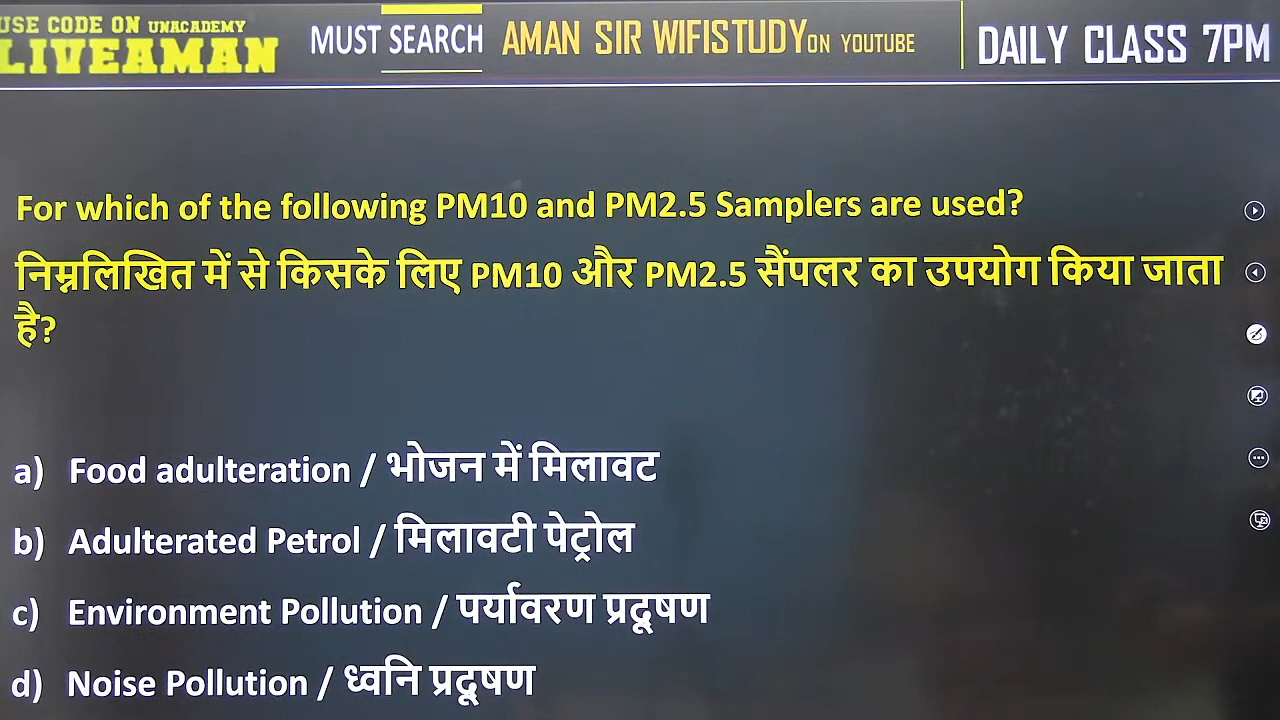 USE CODE ON UNACADEMY
LIVEAMAN
MUST SEARCH AMAN SIR WIFISTUDY ON YOUTUBE
DAILY CLASS 7PM
For which of the following PM10 and PM2.5 Samplers are used?
निम्नलिखित में से किसके लिए PM10 और PM2.5 सैंपलर का उपयोग किया जाता
है?
a) Food adulteration / भोजन में मिलावट
b) Adulterated Petrol / मिलावटी पेट्रोल
c) Environment Pollution / पर्यावरण प्रदूषण
d) Noise Pollution / ध्वनि प्रदूषण